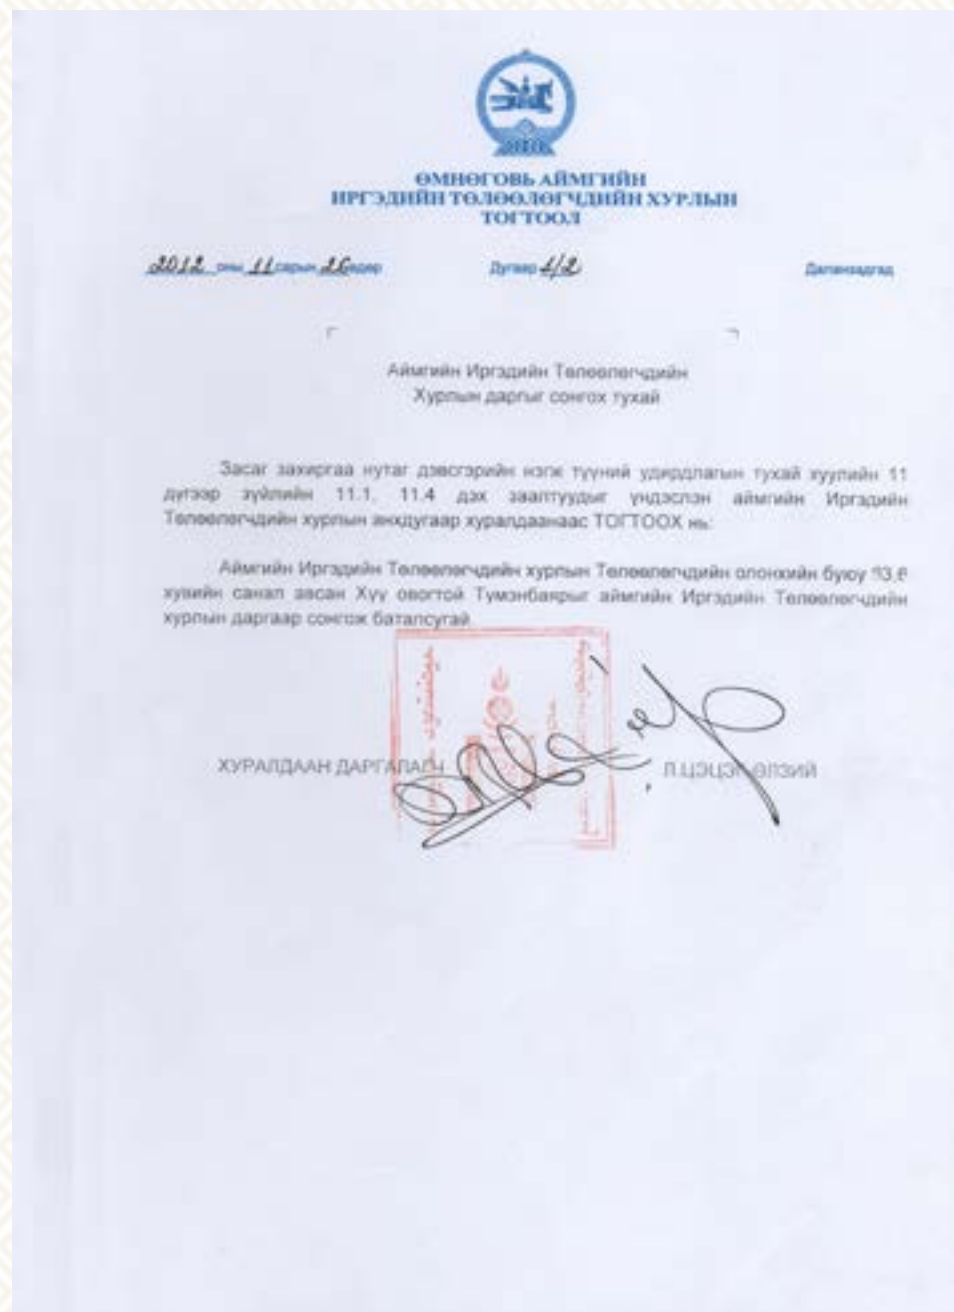 ӨМНӨГОВЬ АЙМГИЙН
ИРГЭДИЙН ТӨЛӨӨЛӨГЧДИЙН ХУРЛЫН
ТОГТООЛ
2012 оны 11 сарын 26 өдөр Дугаар 1/2 Даланзадгад
Аймгийн Иргэдийн Төлөөлөгчдийн
Хурлын даргыг сонгох тухай
Засаг захиргаа нутаг дэвсгэрийн нэгж түүний удирдлагын тухай хуулийн 11
дүгээр зүйлийн 11.1, 11.4 дэх заалтуудыг үндэслэн аймгийн Иргэдийн
Төлөөлөгчдийн хурлын анхдугаар хуралдаанаас ТОГТООХ нь:
Аймгийн Иргэдийн Төлөөлөгчдийн хурлын Төлөөлөгчдийн олонхийн буюу
хувийн санал авсан Хүү овогтой Түмэнбаярыг аймгийн Иргэдийн Төлөөлөгчдийн
хурлын даргаар сонгож баталсугай
ХУРАЛДААН ДАРГАЛАГЧ Л.ЦЭЦЭГ-ӨЛЗИЙ